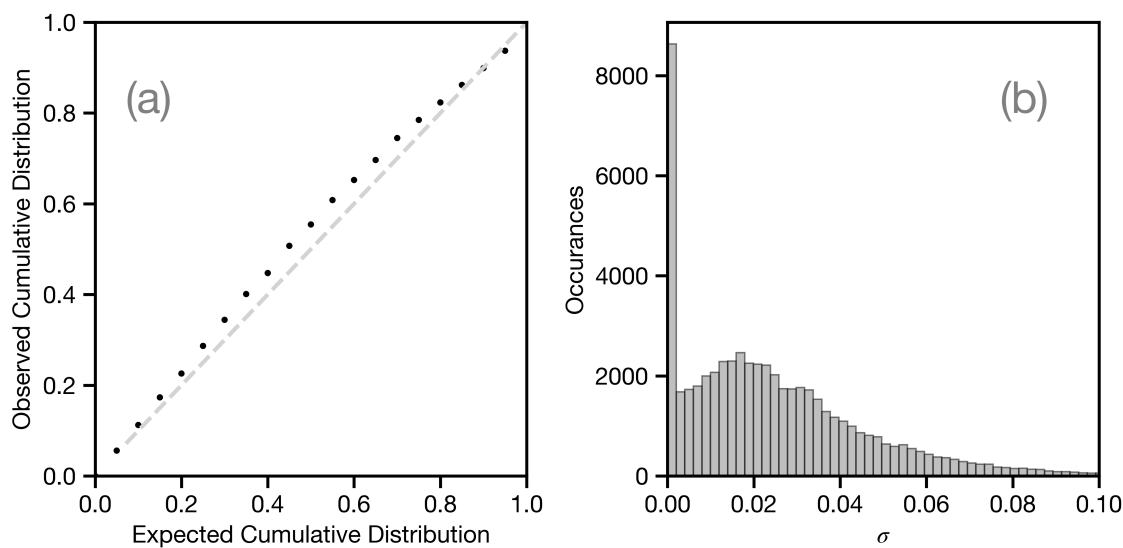 (a)
Observed Cumulative Distribution
1.0
0.8
0.6
0.4
0.2
0.0
0.0 0.2 0.4 0.6 0.8 1.0
Expected Cumulative Distribution
(b)
Occurances
8000
6000
4000
2000
0
0.00 0.02 0.04 0.06 0.08 0.10
σ